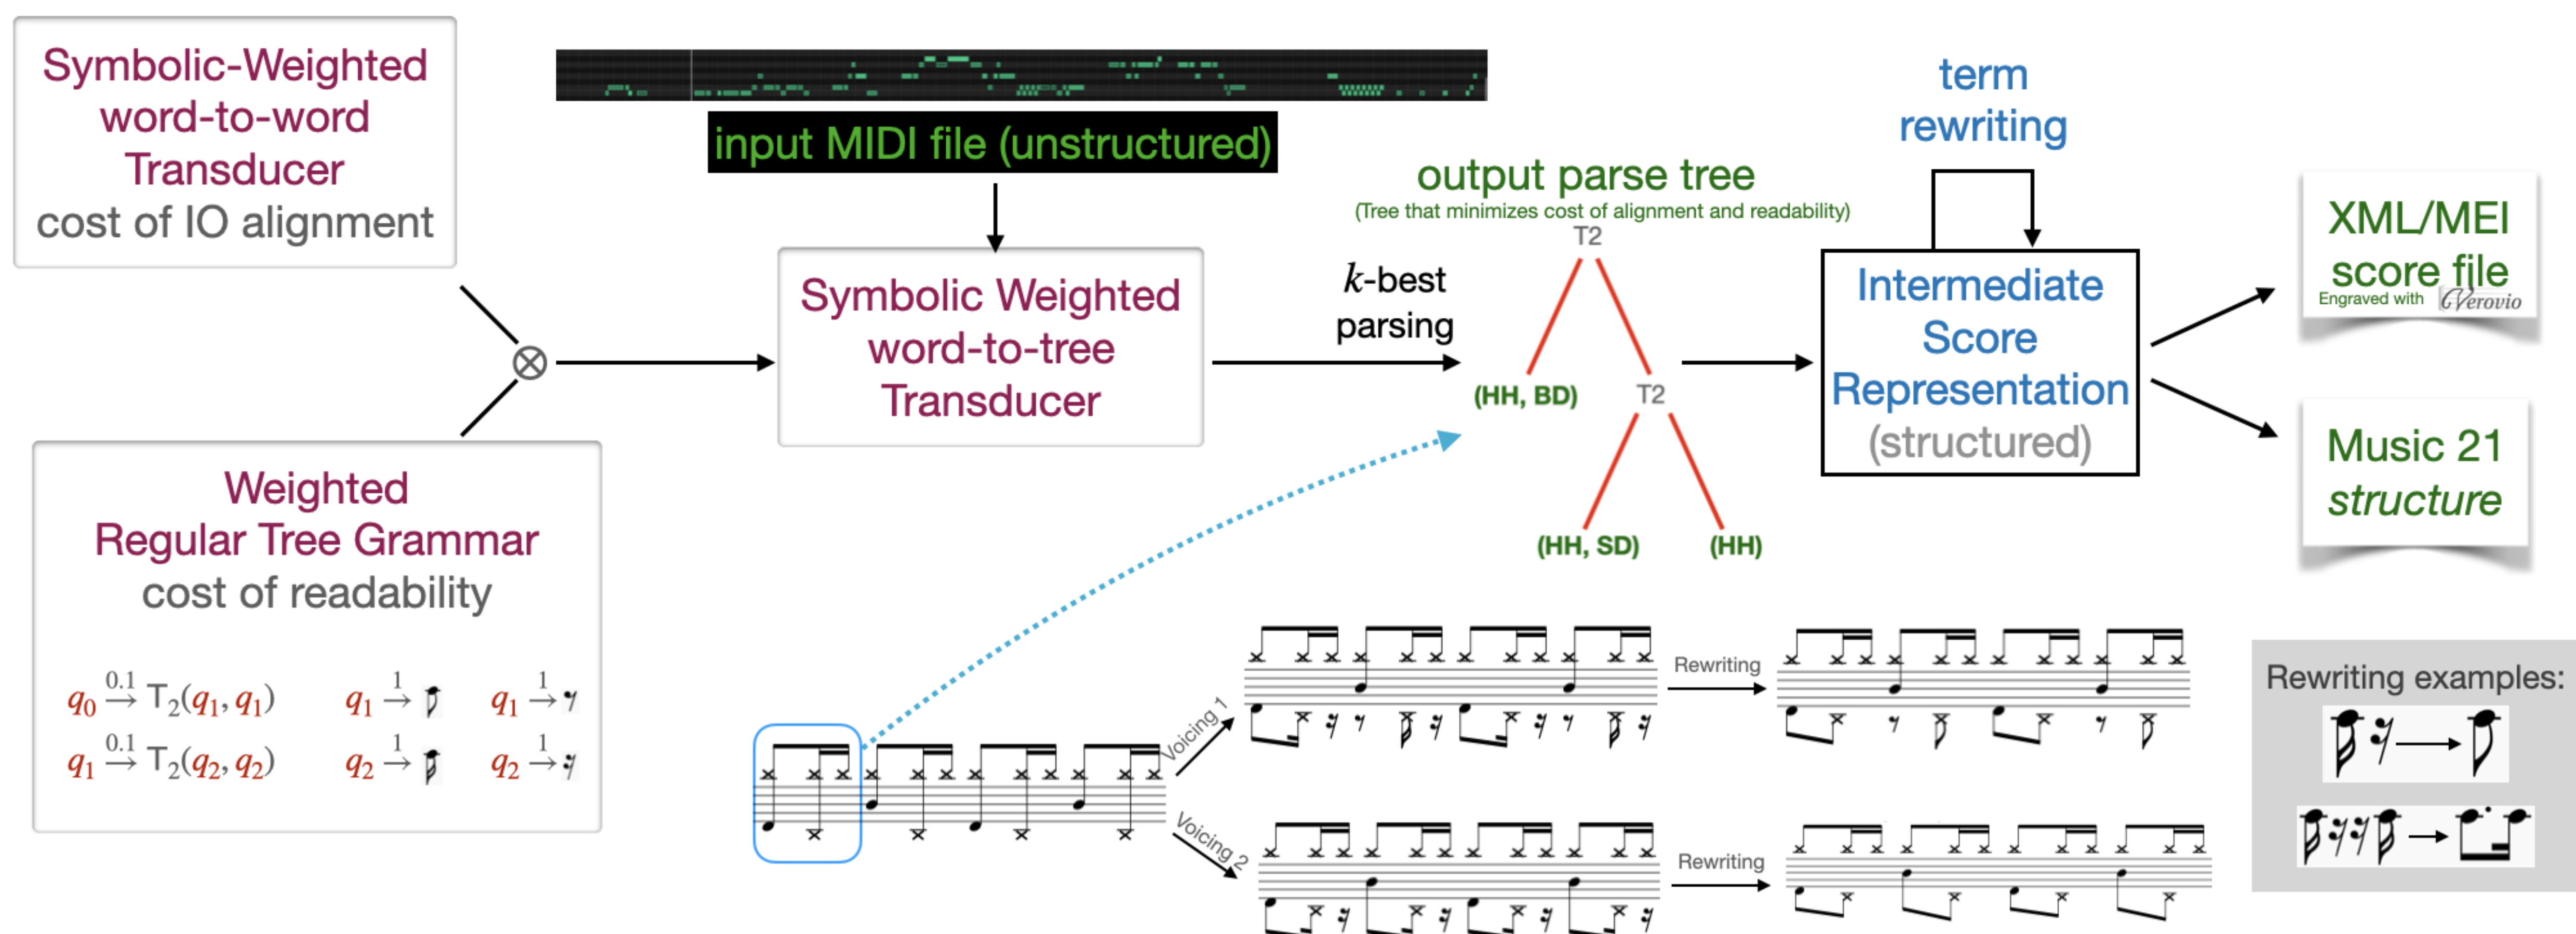 Symbolic-Weighted
word-to-word
Transducer
cost of IO alignment
Weighted
Regular Tree Grammar
cost of readability
q₀ 0.1→ T₂(q₁, q₁) q₁ 1→ q₁ 1→
q₁ 0.1→ T₂(q₂, q₂) q₂ 1→ q₂ 1→
input MIDI file (unstructured)
Symbolic Weighted
word-to-tree
Transducer
k-best
parsing
output parse tree
(Tree that minimizes cost of alignment and readability)
T2
(HH, BD)
T2
(HH, SD)
(HH)
term
rewriting
Intermediate
Score
Representation
(structured)
XML/MEI
score file
Engraved with Verovio
Music 21
structure
Voicing 1
Rewriting
Voicing 2
Rewriting
Rewriting examples: